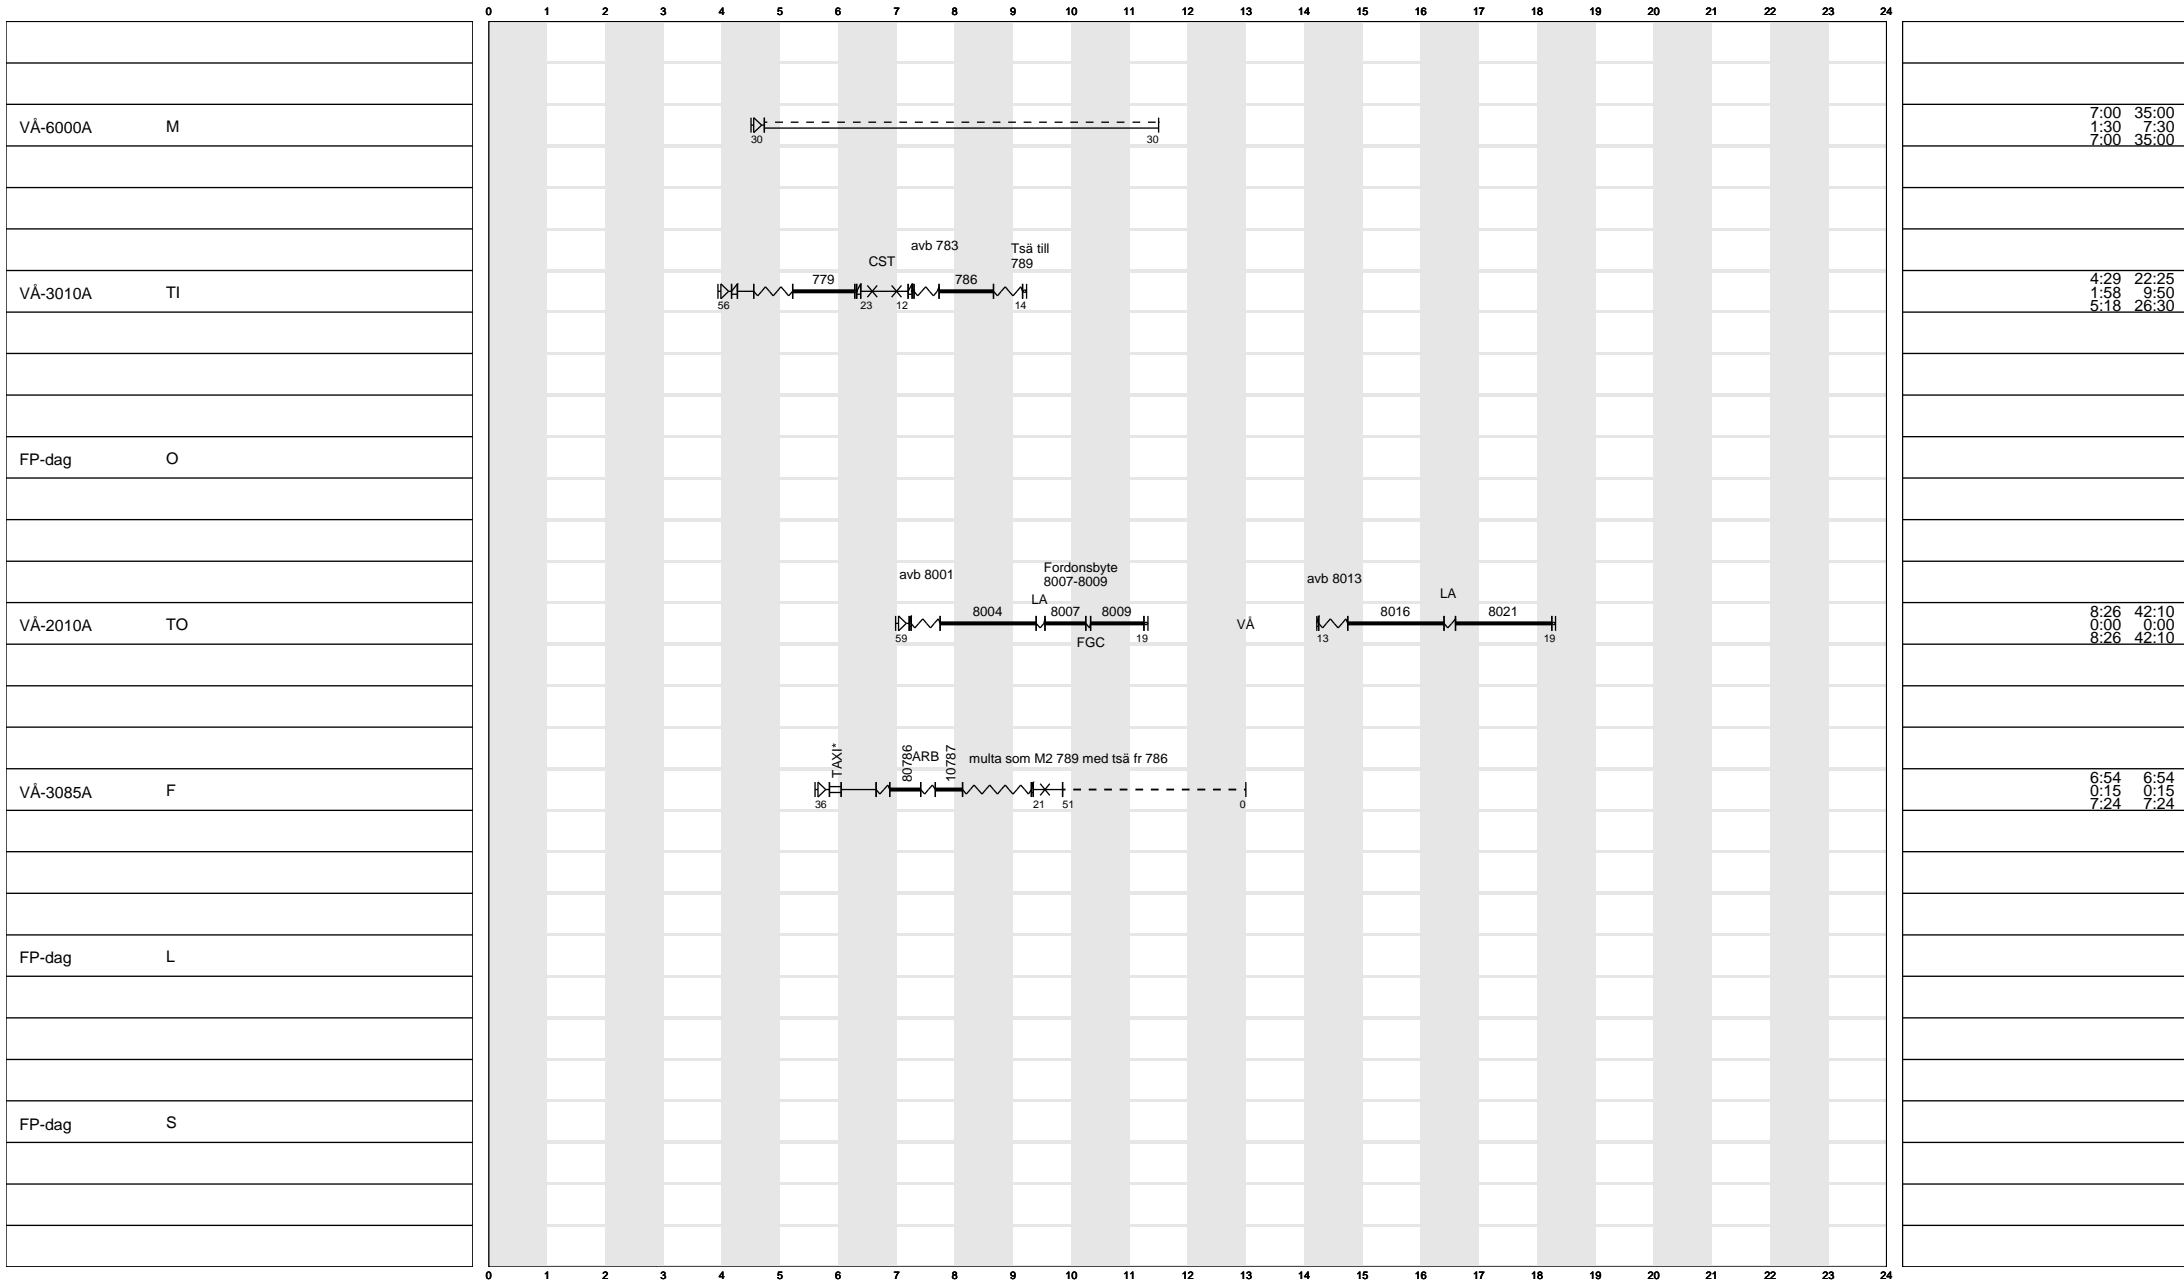 0 1 2 3 4 5 6 7 8 9 10 11 12 13 14 15 16 17 18 19 20 21 22 23 24
VÅ-6000A M
30 30
7:00 35:00
1:30 7:30
7:00 35:00
avb 783
Tsä till
789
CST
779 786
VÅ-3010A TI
56 23 12 14
4:29 22:25
1:58 9:50
5:18 26:30
FP-dag O
avb 8001
Fordonsbyte
8007-8009
avb 8013
LA
LA
8004 8007 8009 8016 8021
VÅ-2010A TO
VÅ
59 19 13 19
FGC
8:26 42:10
0:00 0:00
8:26 42:10
TAXI*
80786
ARB
10787
multa som M2 789 med tsä fr 786
VÅ-3085A F
36 21 51 0
6:54 6:54
0:15 0:15
7:24 7:24
FP-dag L
FP-dag S
0 1 2 3 4 5 6 7 8 9 10 11 12 13 14 15 16 17 18 19 20 21 22 23 24